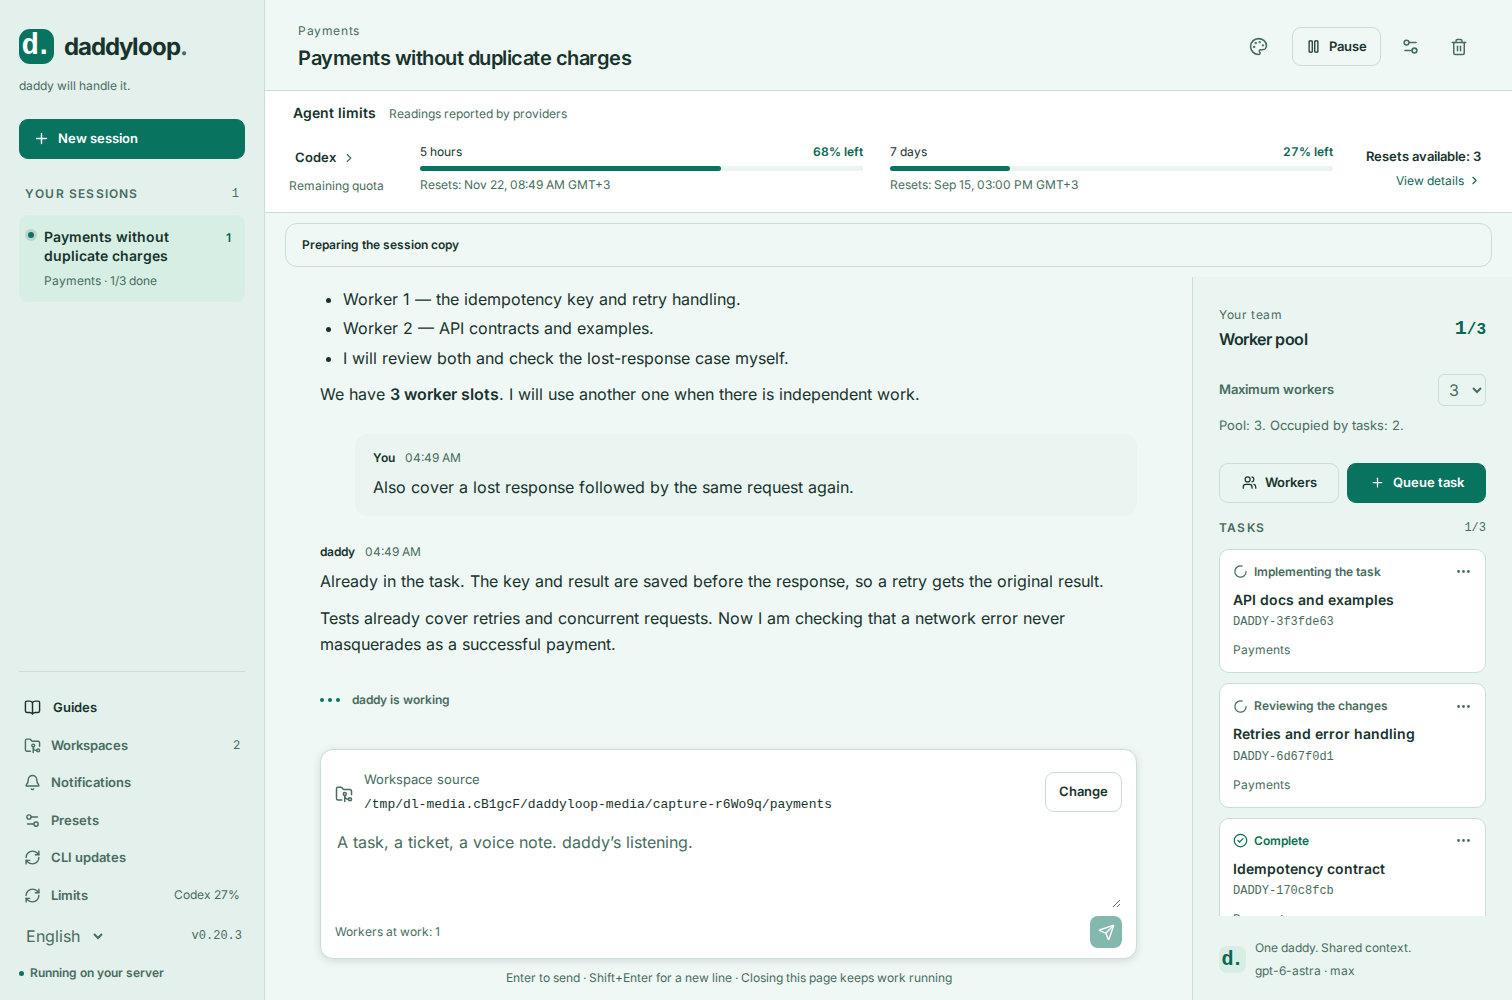 d. daddyloop.
daddy will handle it.
New session
YOUR SESSIONS 1
Payments without duplicate charges 1
Payments · 1/3 done
Guides
Workspaces 2
Notifications
Presets
CLI updates
Limits Codex 27%
English v0.20.3
Running on your server
Payments
Payments without duplicate charges
Pause
Agent limits Readings reported by providers
Codex
Remaining quota
5 hours 68% left
Resets: Nov 22, 08:49 AM GMT+3
7 days 27% left
Resets: Sep 15, 03:00 PM GMT+3
Resets available: 3
View details
Preparing the session copy
• Worker 1 — the idempotency key and retry handling.
• Worker 2 — API contracts and examples.
• I will review both and check the lost-response case myself.
We have 3 worker slots. I will use another one when there is independent work.
You 04:49 AM
Also cover a lost response followed by the same request again.
daddy 04:49 AM
Already in the task. The key and result are saved before the response, so a retry gets the original result.
Tests already cover retries and concurrent requests. Now I am checking that a network error never
masquerades as a successful payment.
daddy is working
Workspace source
/tmp/dl-media.cB1gcF/daddyloop-media/capture-r6Wo9q/payments
Change
A task, a ticket, a voice note. daddy’s listening.
Workers at work: 1
Enter to send · Shift+Enter for a new line · Closing this page keeps work running
Your team
Worker pool 1/3
Maximum workers 3
Pool: 3. Occupied by tasks: 2.
Workers
Queue task
TASKS 1/3
Implementing the task
API docs and examples
DADDY-3f3fde63
Payments
Reviewing the changes
Retries and error handling
DADDY-6d67f0d1
Payments
Complete
Idempotency contract
DADDY-170c8fcb
d. One daddy. Shared context.
gpt-6-astra · max